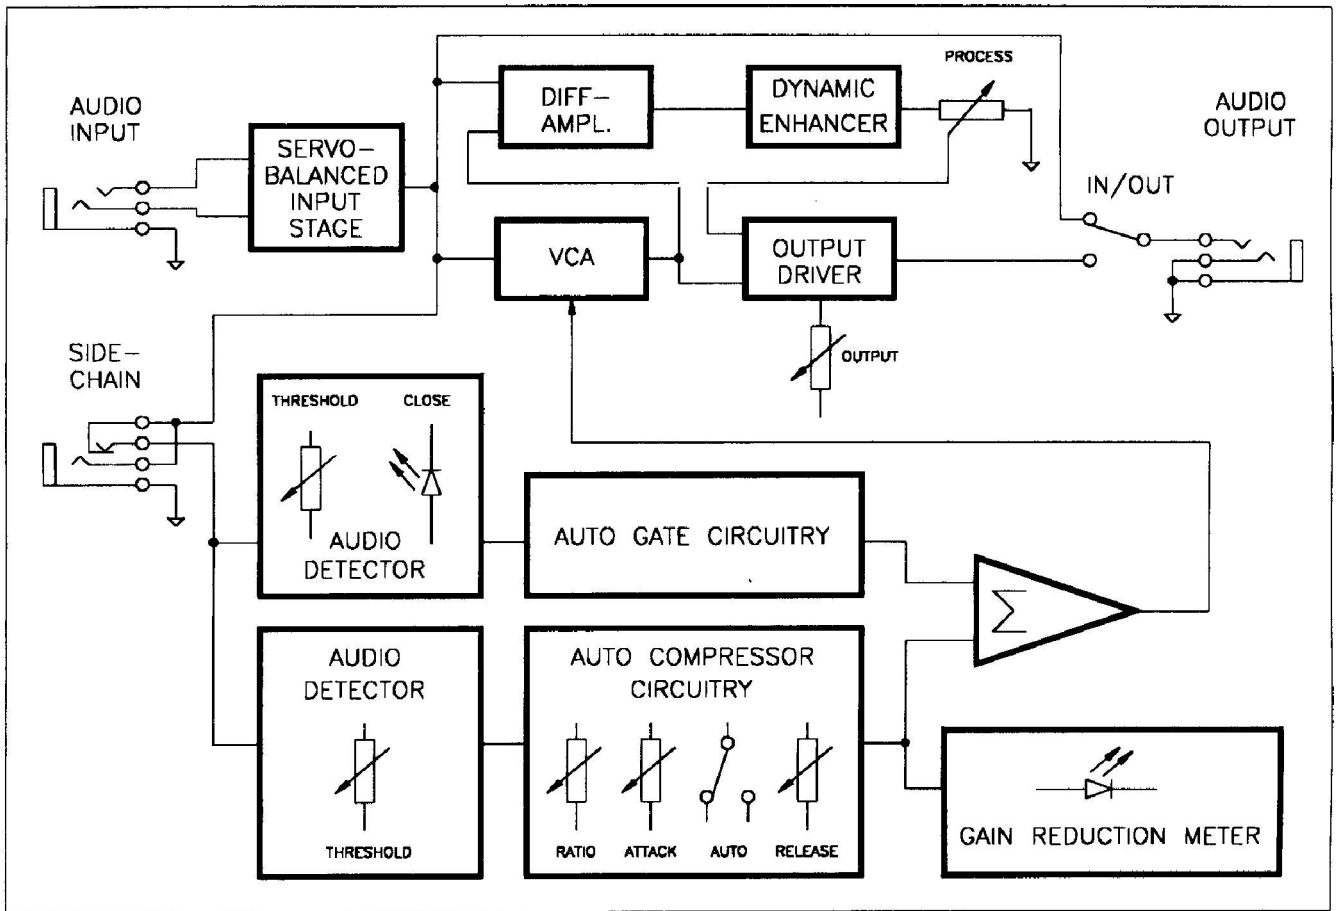 PROCESS
AUDIO
INPUT
SERVO-
BALANCED
INPUT
STAGE
DIFF-
AMPL.
DYNAMIC
ENHANCER
AUDIO
OUTPUT
IN/OUT
VCA
OUTPUT
DRIVER
OUTPUT
SIDE-
CHAIN
THRESHOLD CLOSE
AUDIO
DETECTOR
AUTO GATE CIRCUITRY
Σ
AUDIO
DETECTOR
THRESHOLD
AUTO COMPRESSOR
CIRCUITRY
RATIO ATTACK AUTO RELEASE
GAIN REDUCTION METER